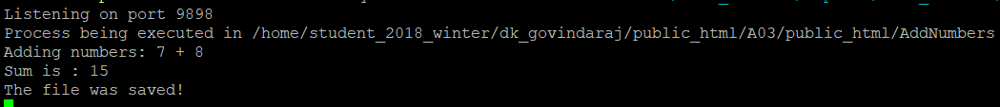 Listening on port 9898
Process being executed in /home/student_2018_winter/dk_govindaraj/public_html/A03/public_html/AddNumbers
Adding numbers: 7 + 8
Sum is : 15
The file was saved!